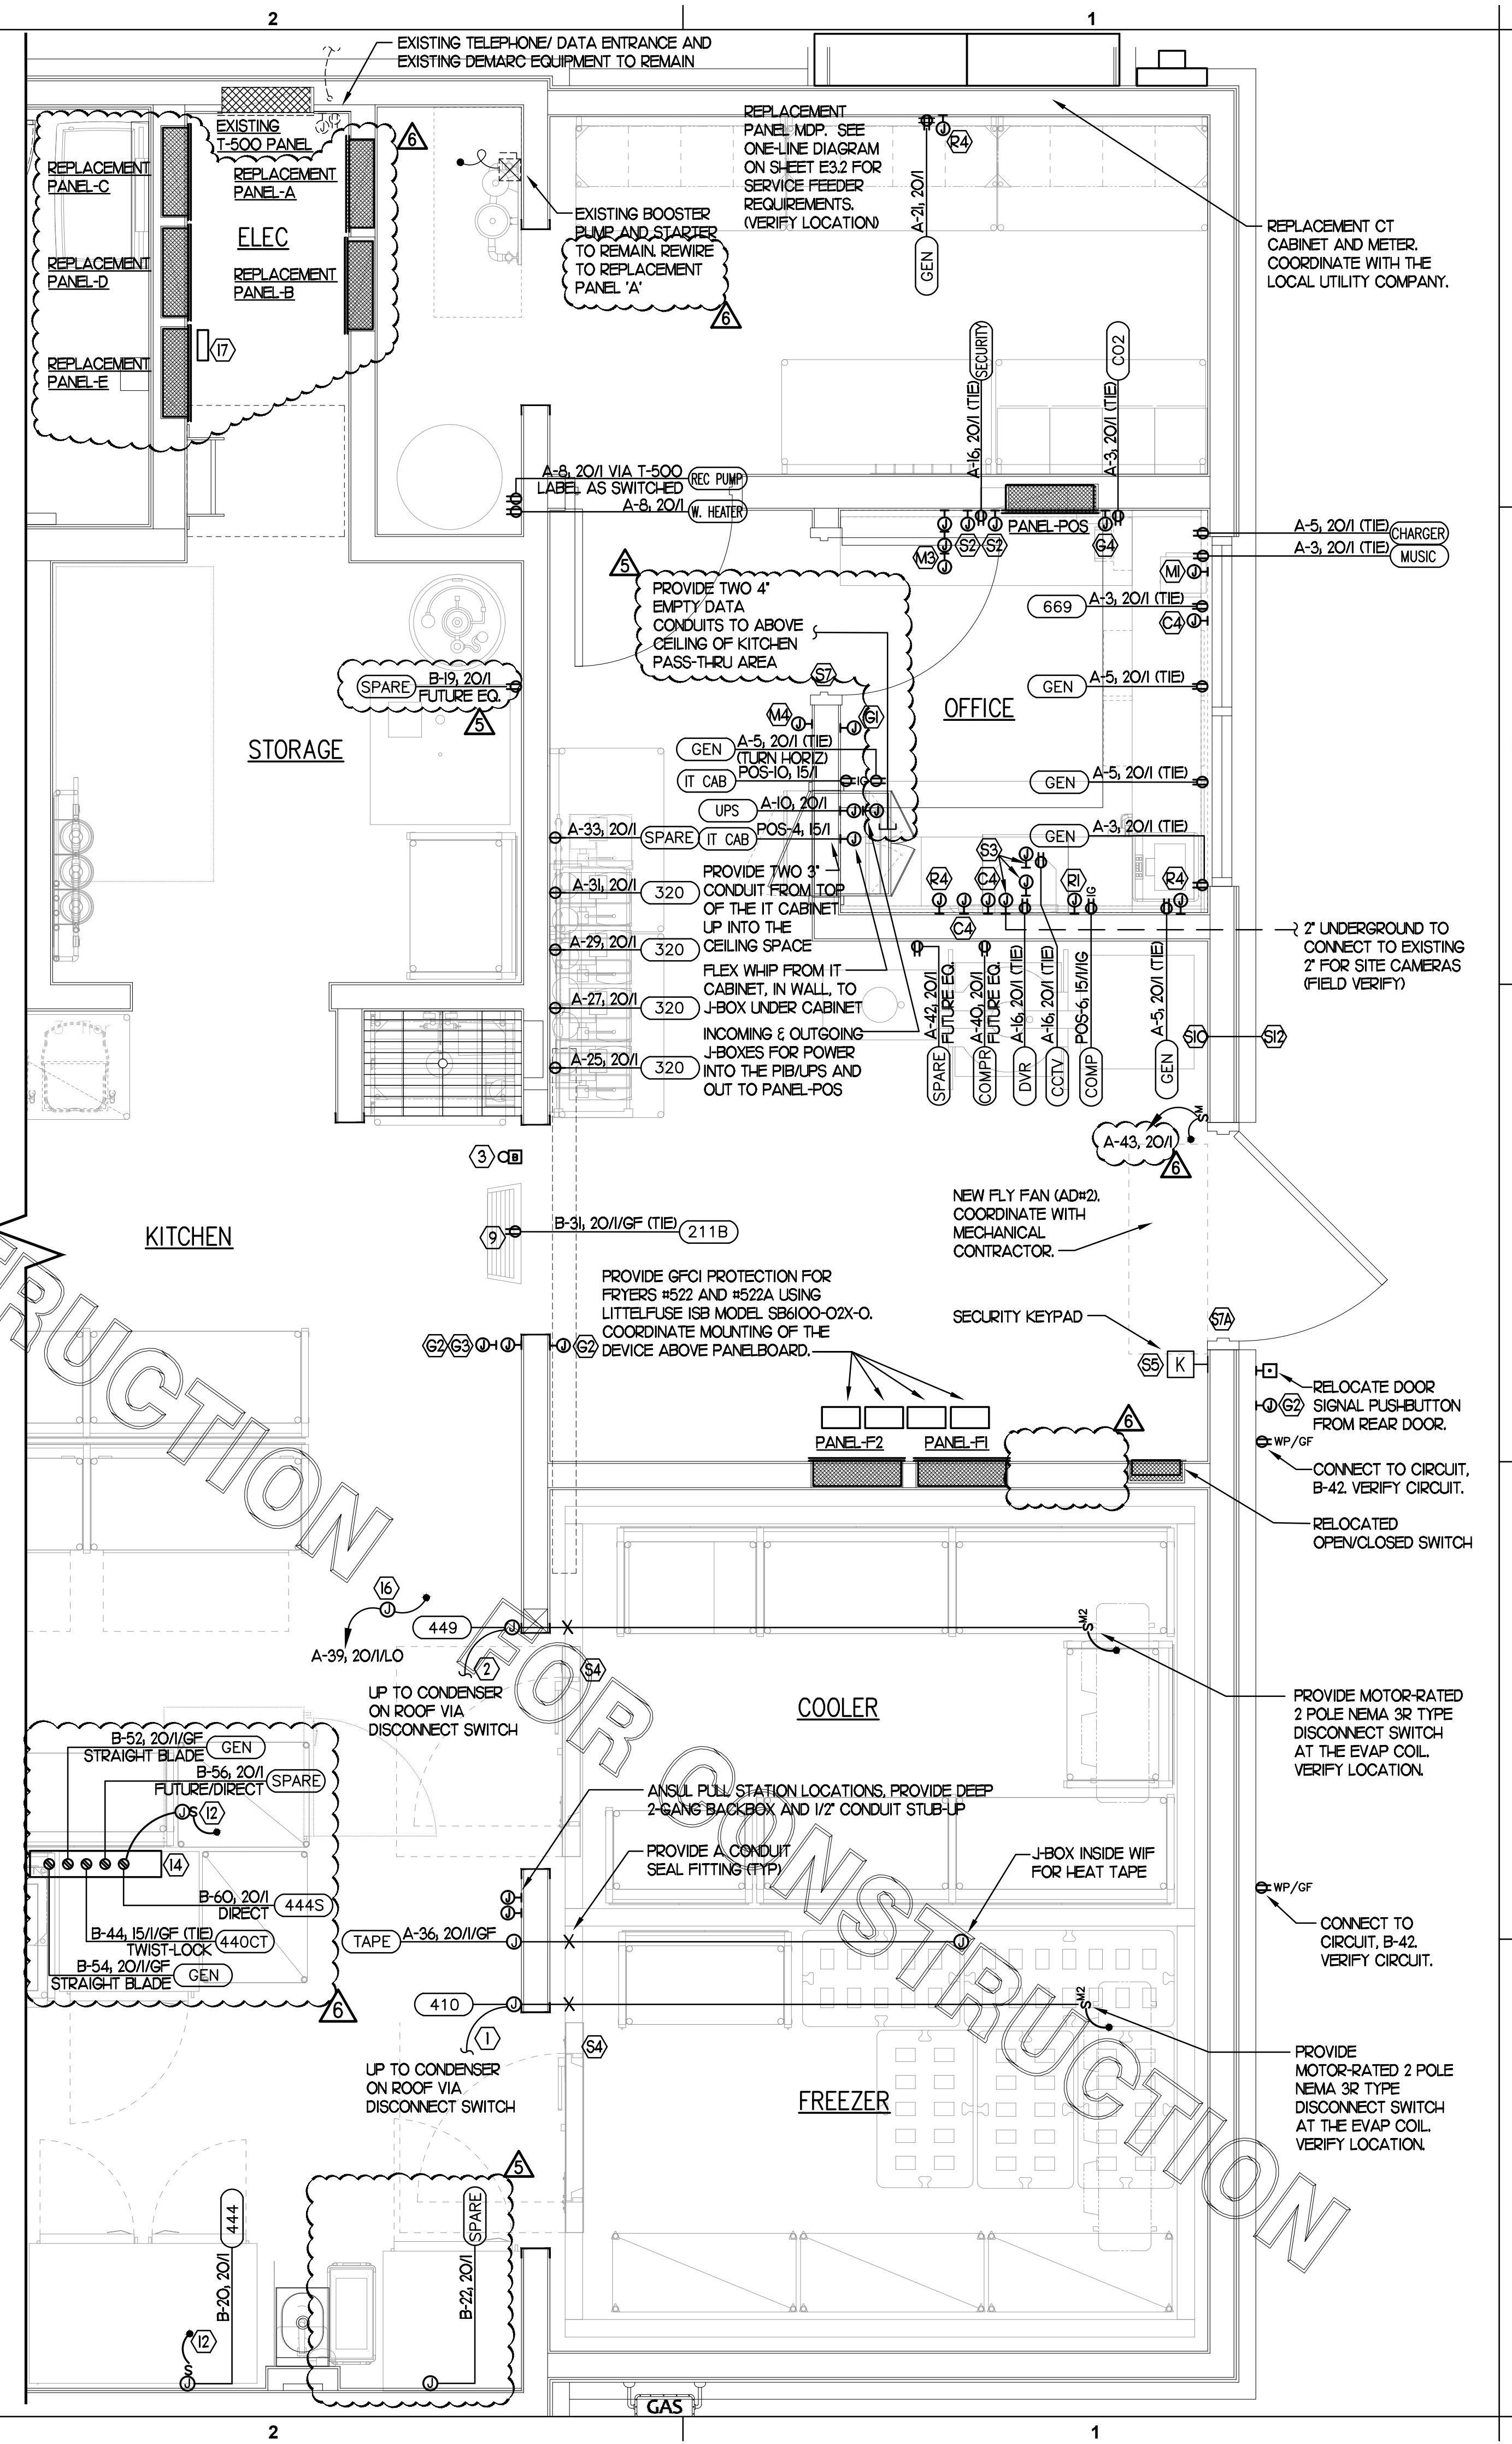 2
1
EXISTING TELEPHONE/ DATA ENTRANCE AND
EXISTING DEMARC EQUIPMENT TO REMAIN
EXISTING
T-500 PANEL
6
REPLACEMENT
PANEL-C
REPLACEMENT
PANEL-A
ELEC
REPLACEMENT
PANEL-D
REPLACEMENT
PANEL-B
REPLACEMENT
PANEL-E
17
EXISTING BOOSTER
PUMP AND STARTER
TO REMAIN. REWIRE
TO REPLACEMENT
PANEL 'A'
6
REPLACEMENT
PANEL MDP. SEE
ONE-LINE DIAGRAM
ON SHEET E3.2 FOR
SERVICE FEEDER
REQUIREMENTS.
(VERIFY LOCATION)
J
R4
A-21, 20/1
GEN
REPLACEMENT CT
CABINET AND METER.
COORDINATE WITH THE
LOCAL UTILITY COMPANY.
SECURITY
A-16, 20/1 (TIE)
CO2
A-3, 20/1 (TIE)
A-8, 20/1 VIA T-500
LABEL AS SWITCHED
REC PUMP
A-8, 20/1
W. HEATER
J
J
J
J
S2
S2
PANEL-POS
J
G4
M3
J
A-5, 20/1 (TIE)
CHARGER
A-3, 20/1 (TIE)
MUSIC
M1
J
669
A-3, 20/1 (TIE)
C4
J
5
PROVIDE TWO 4"
EMPTY DATA
CONDUITS TO ABOVE
CEILING OF KITCHEN
PASS-THRU AREA
S7
SPARE
B-19, 20/1
FUTURE EQ.
5
STORAGE
GEN
A-5, 20/1 (TIE)
OFFICE
M4
J
J
G1
GEN
A-5, 20/1 (TIE)
(TURN HORIZ)
IT CAB
POS-10, 15/1
IG
GEN
A-5, 20/1 (TIE)
UPS
A-10, 20/1
J
J
A-33, 20/1
SPARE
IT CAB
POS-4, 15/1
J
GEN
A-3, 20/1 (TIE)
S3
J
J
PROVIDE TWO 3"
CONDUIT FROM TOP
OF THE IT CABINET
UP INTO THE
CEILING SPACE
A-31, 20/1
320
R4
C4
R1
R4
J
J
J
J
J
IG
J
C4
A-29, 20/1
320
2" UNDERGROUND TO
CONNECT TO EXISTING
2" FOR SITE CAMERAS
(FIELD VERIFY)
FLEX WHIP FROM IT
CABINET, IN WALL, TO
J-BOX UNDER CABINET
A-27, 20/1
320
INCOMING & OUTGOING
J-BOXES FOR POWER
INTO THE PIB/UPS AND
OUT TO PANEL-POS
A-25, 20/1
320
A-42, 20/1
FUTURE EQ.
SPARE
A-40, 20/1
FUTURE EQ.
COMPR
A-16, 20/1 (TIE)
DVR
A-16, 20/1 (TIE)
CCTV
POS-6, 15/1/IG
COMP
A-5, 20/1 (TIE)
GEN
S10
S12
SM
A-43, 20/1
6
3
B
NEW FLY FAN (AD#2).
COORDINATE WITH
MECHANICAL
CONTRACTOR.
KITCHEN
9
B-31, 20/1/GF (TIE)
211B
PROVIDE GFCI PROTECTION FOR
FRYERS #522 AND #522A USING
LITTELFUSE ISB MODEL SB6100-02X-0.
COORDINATE MOUNTING OF THE
DEVICE ABOVE PANELBOARD.
SECURITY KEYPAD
S7A
G2
G3
J
J
J
G2
S5
K
RELOCATE DOOR
SIGNAL PUSHBUTTON
FROM REAR DOOR.
J
G2
6
PANEL-F2
PANEL-F1
WP/GF
CONNECT TO CIRCUIT,
B-42. VERIFY CIRCUIT.
RELOCATED
OPEN/CLOSED SWITCH
16
J
449
J
SM2
A-39, 20/1/LO
2
S4
UP TO CONDENSER
ON ROOF VIA
DISCONNECT SWITCH
COOLER
PROVIDE MOTOR-RATED
2 POLE NEMA 3R TYPE
DISCONNECT SWITCH
AT THE EVAP COIL.
VERIFY LOCATION.
B-52, 20/1/GF
STRAIGHT BLADE
GEN
B-56, 20/1
FUTURE/DIRECT
SPARE
JS
12
14
B-60, 20/1
DIRECT
444S
B-44, 15/1/GF (TIE)
TWIST-LOCK
440CT
B-54, 20/1/GF
STRAIGHT BLADE
GEN
6
ANSUL PULL STATION LOCATIONS, PROVIDE DEEP
2-GANG BACKBOX AND 1/2" CONDUIT STUB-UP
PROVIDE A CONDUIT
SEAL FITTING (TYP)
J-BOX INSIDE WIF
FOR HEAT TAPE
J
J
WP/GF
CONNECT TO
CIRCUIT, B-42.
VERIFY CIRCUIT.
TAPE
A-36, 20/1/GF
J
J
410
J
SM2
1
S4
UP TO CONDENSER
ON ROOF VIA
DISCONNECT SWITCH
FREEZER
PROVIDE
MOTOR-RATED 2 POLE
NEMA 3R TYPE
DISCONNECT SWITCH
AT THE EVAP COIL.
VERIFY LOCATION.
5
444
B-20, 20/1
SPARE
B-22, 20/1
12
S
J
J
GAS
TRUCTION
FOR CONSTRUCTION
2
1